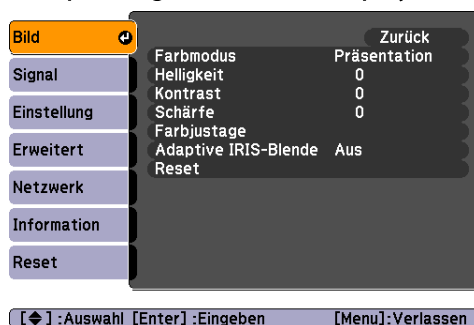 Bild
Signal
Einstellung
Erweitert
Netzwerk
Information
Reset
Zurück
Farbmodus Präsentation
Helligkeit 0
Kontrast 0
Schärfe 0
Farbjustage
Adaptive IRIS-Blende Aus
Reset
[◆] :Auswahl [Enter] :Eingeben [Menu]:Verlassen